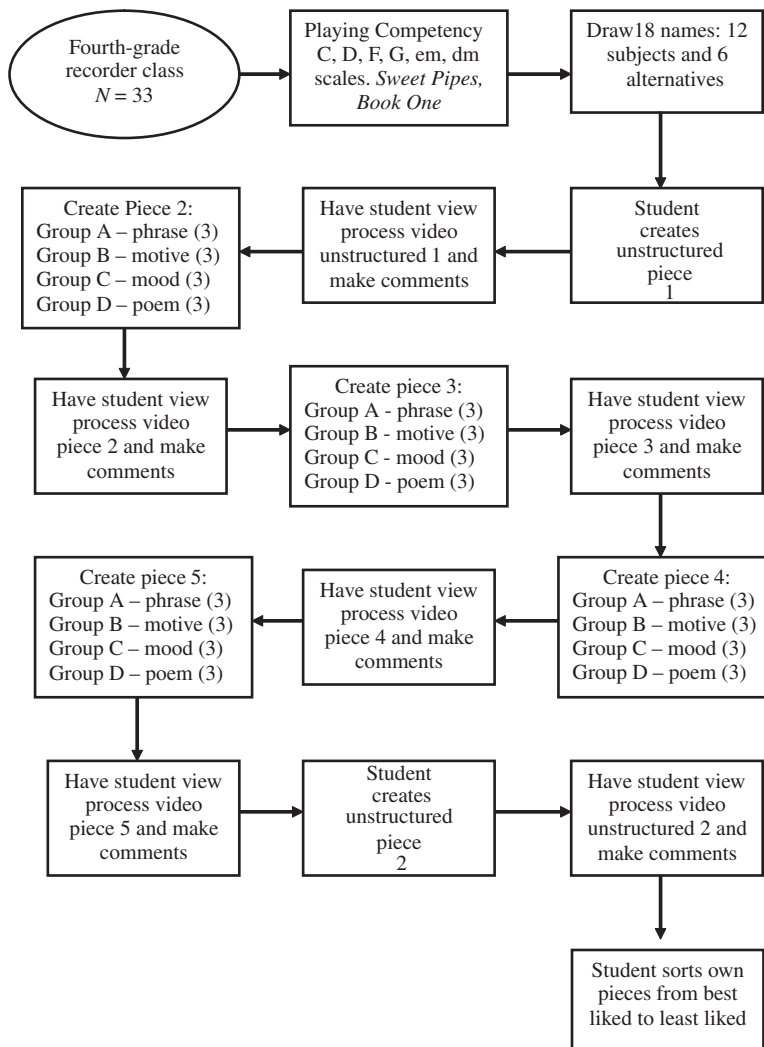 Fourth-grade
recorder class
N = 33
Playing Competency
C, D, F, G, em, dm
scales. Sweet Pipes,
Book One
Draw18 names: 12
subjects and 6
alternatives
Student
creates
unstructured
piece
1
Have student view
process video
unstructured 1 and
make comments
Create Piece 2:
Group A – phrase (3)
Group B – motive (3)
Group C – mood (3)
Group D – poem (3)
Have student view
process video
piece 2 and make
comments
Create piece 3:
Group A - phrase (3)
Group B - motive (3)
Group C - mood (3)
Group D - poem (3)
Have student view
process video
piece 3 and make
comments
Create piece 4:
Group A – phrase (3)
Group B – motive (3)
Group C – mood (3)
Group D – poem (3)
Have student view
process video
piece 4 and make
comments
Create piece 5:
Group A – phrase (3)
Group B – motive (3)
Group C – mood (3)
Group D – poem (3)
Have student view
process video
piece 5 and make
comments
Student
creates
unstructured
piece
2
Have student view
process video
unstructured 2 and
make comments
Student sorts own
pieces from best
liked to least liked